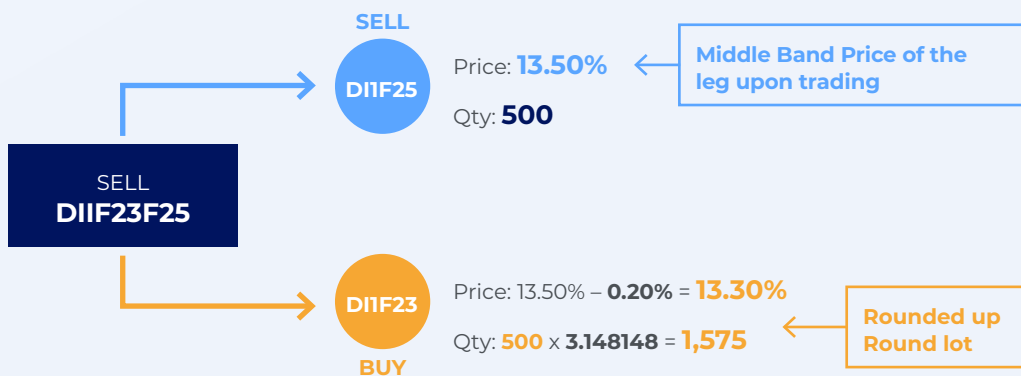 SELL
DI1F25
Price: 13.50%
Qty: 500
Middle Band Price of the
leg upon trading
SELL
DIIF23F25
DI1F23
BUY
Price: 13.50% – 0.20% = 13.30%
Qty: 500 x 3.148148 = 1,575
Rounded up
Round lot